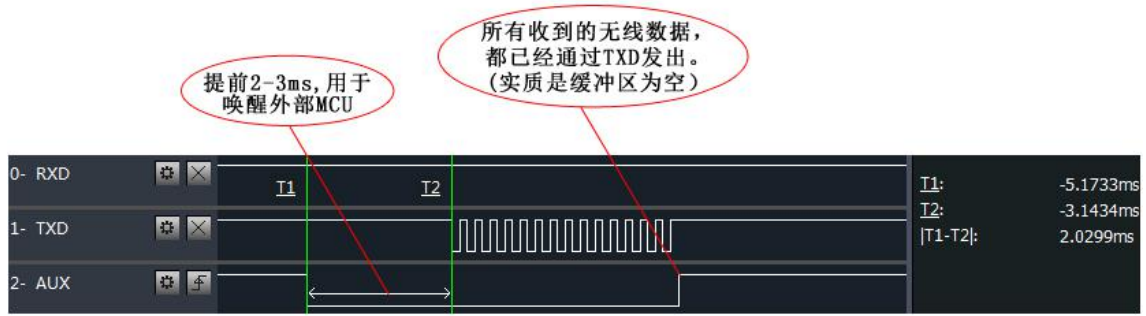 所有收到的无线数据，
都已经通过TXD发出。
(实质是缓冲区为空）
提前2-3ms,用于
唤醒外部MCU
0- RXD
T1
T2
1- TXD
2- AUX
T1: -5.1733ms
T2: -3.1434ms
|T1-T2|: 2.0299ms